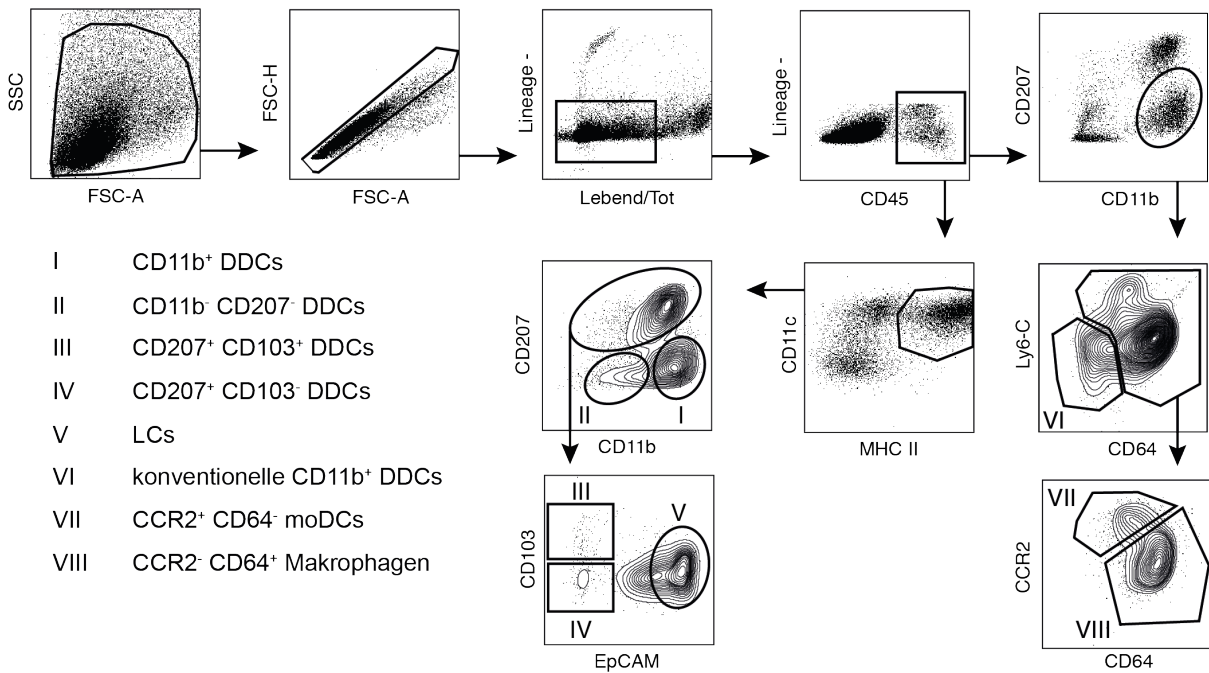 SSC
FSC-A
FSC-H
FSC-A
Lineage -
Lebend/Tot
Lineage -
CD45
CD207
CD11b
I CD11b⁺ DDCs
II CD11b⁻ CD207⁻ DDCs
III CD207⁺ CD103⁺ DDCs
IV CD207⁺ CD103⁻ DDCs
V LCs
VI konventionelle CD11b⁺ DDCs
VII CCR2⁺ CD64⁻ moDCs
VIII CCR2⁻ CD64⁺ Makrophagen
CD207
II
I
CD11b
CD11c
MHC II
Ly6-C
VI
CD64
CD103
III
V
IV
EpCAM
CCR2
VII
VIII
CD64